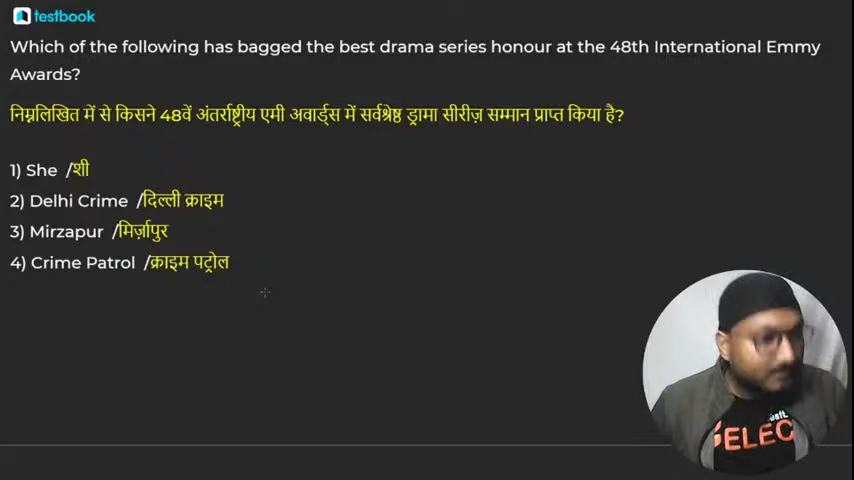 testbook
Which of the following has bagged the best drama series honour at the 48th International Emmy
Awards?
निम्नलिखित में से किसने 48वें अंतर्राष्ट्रीय एमी अवार्ड्स में सर्वश्रेष्ठ ड्रामा सीरीज़ सम्मान प्राप्त किया है?
1) She /शी
2) Delhi Crime /दिल्ली क्राइम
3) Mirzapur /मिर्ज़ापुर
4) Crime Patrol /क्राइम पट्रोल
SELEC